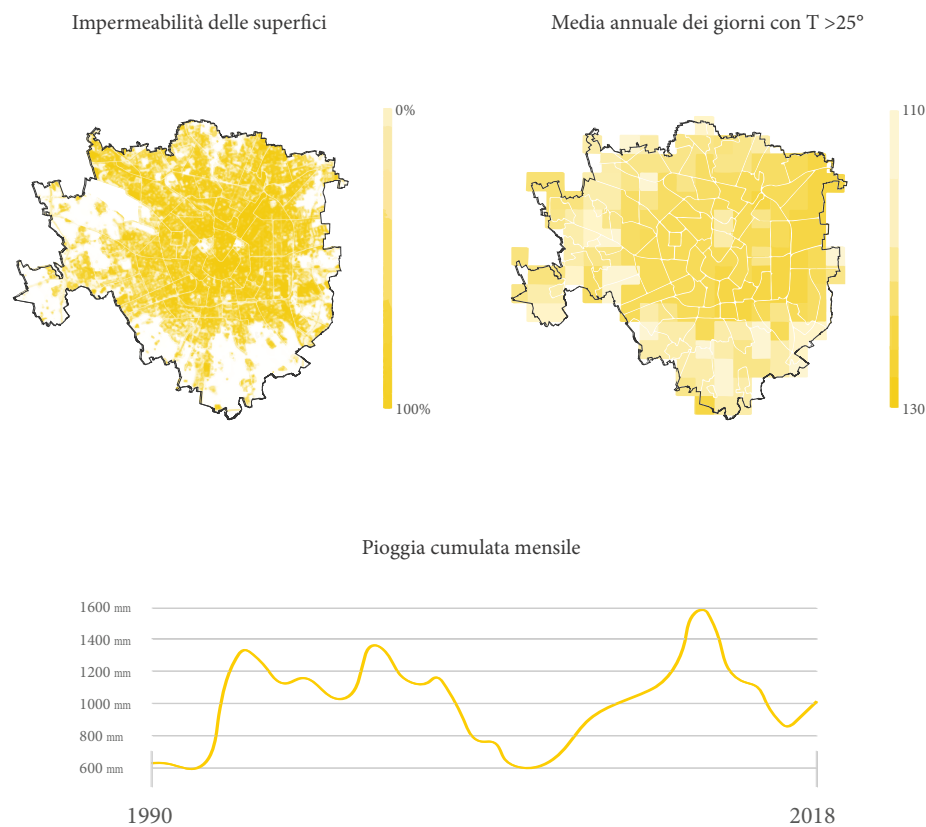 Impermeabilità delle superfici
Media annuale dei giorni con T >25°
0%
100%
110
130
Pioggia cumulata mensile
1600 mm
1400 mm
1200 mm
1000 mm
800 mm
600 mm
1990
2018